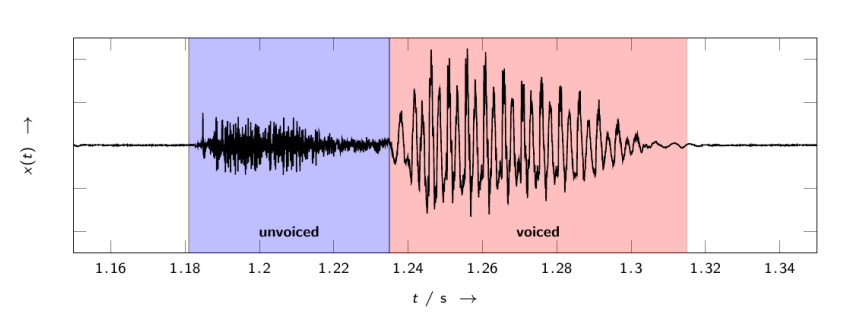 x(t) →
unvoiced voiced
1.16 1.18 1.2 1.22 1.24 1.26 1.28 1.3 1.32 1.34
t / s →